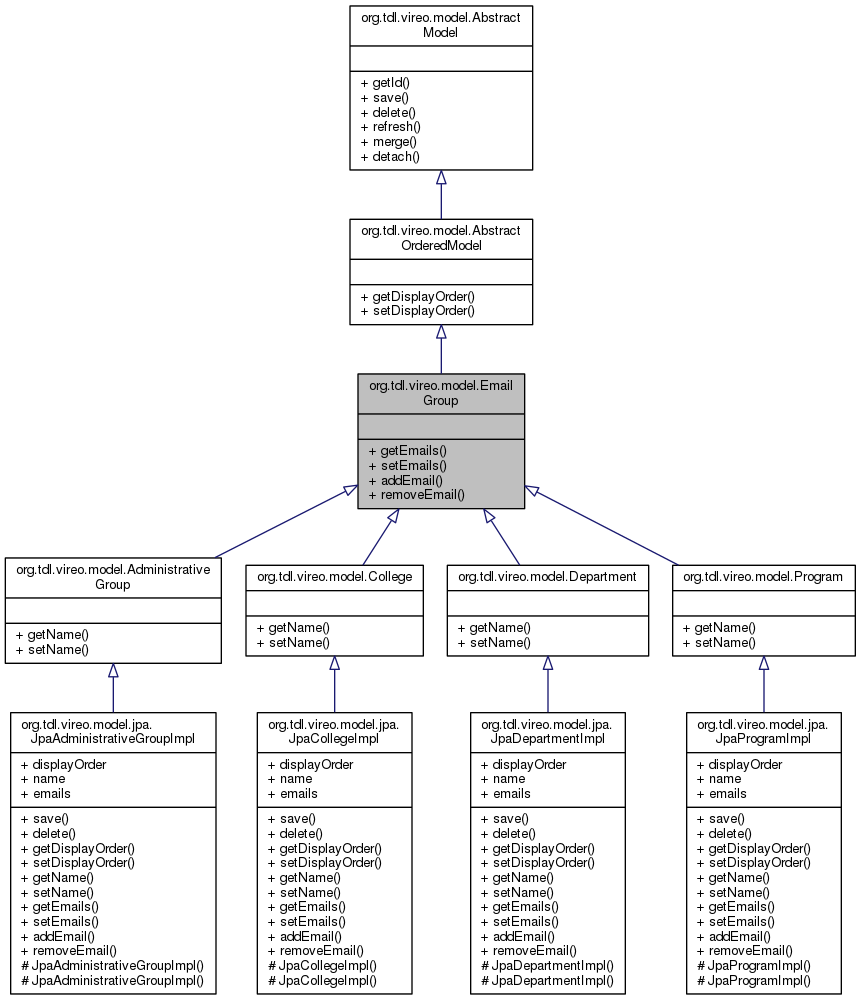 org.tdl.vireo.model.Abstract
Model
+ getId()
+ save()
+ delete()
+ refresh()
+ merge()
+ detach()
org.tdl.vireo.model.Abstract
OrderedModel
+ getDisplayOrder()
+ setDisplayOrder()
org.tdl.vireo.model.Email
Group
+ getEmails()
+ setEmails()
+ addEmail()
+ removeEmail()
org.tdl.vireo.model.Administrative
Group
+ getName()
+ setName()
org.tdl.vireo.model.College
+ getName()
+ setName()
org.tdl.vireo.model.Department
+ getName()
+ setName()
org.tdl.vireo.model.Program
+ getName()
+ setName()
org.tdl.vireo.model.jpa.
JpaAdministrativeGroupImpl
+ displayOrder
+ name
+ emails
+ save()
+ delete()
+ getDisplayOrder()
+ setDisplayOrder()
+ getName()
+ setName()
+ getEmails()
+ setEmails()
+ addEmail()
+ removeEmail()
# JpaAdministrativeGroupImpl()
# JpaAdministrativeGroupImpl()
org.tdl.vireo.model.jpa.
JpaCollegeImpl
+ displayOrder
+ name
+ emails
+ save()
+ delete()
+ getDisplayOrder()
+ setDisplayOrder()
+ getName()
+ setName()
+ getEmails()
+ setEmails()
+ addEmail()
+ removeEmail()
# JpaCollegeImpl()
# JpaCollegeImpl()
org.tdl.vireo.model.jpa.
JpaDepartmentImpl
+ displayOrder
+ name
+ emails
+ save()
+ delete()
+ getDisplayOrder()
+ setDisplayOrder()
+ getName()
+ setName()
+ getEmails()
+ setEmails()
+ addEmail()
+ removeEmail()
# JpaDepartmentImpl()
# JpaDepartmentImpl()
org.tdl.vireo.model.jpa.
JpaProgramImpl
+ displayOrder
+ name
+ emails
+ save()
+ delete()
+ getDisplayOrder()
+ setDisplayOrder()
+ getName()
+ setName()
+ getEmails()
+ setEmails()
+ addEmail()
+ removeEmail()
# JpaProgramImpl()
# JpaProgramImpl()